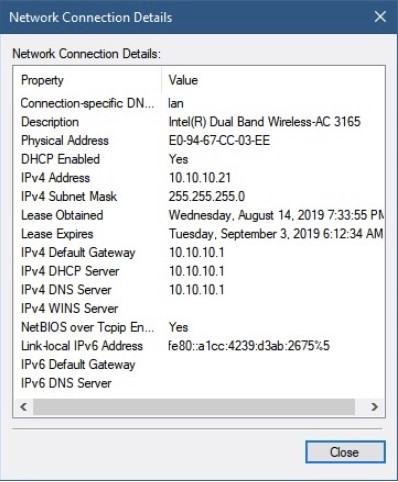 Network Connection Details
Network Connection Details:
Property Value
Connection-specific DN... lan
Description Intel(R) Dual Band Wireless-AC 3165
Physical Address E0-94-67-CC-03-EE
DHCP Enabled Yes
IPv4 Address 10.10.10.21
IPv4 Subnet Mask 255.255.255.0
Lease Obtained Wednesday, August 14, 2019 7:33:55 PM
Lease Expires Tuesday, September 3, 2019 6:12:34 AM
IPv4 Default Gateway 10.10.10.1
IPv4 DHCP Server 10.10.10.1
IPv4 DNS Server 10.10.10.1
IPv4 WINS Server
NetBIOS over Tcpip En... Yes
Link-local IPv6 Address fe80::a1cc:4239:d3ab:2675%5
IPv6 Default Gateway
IPv6 DNS Server
Close